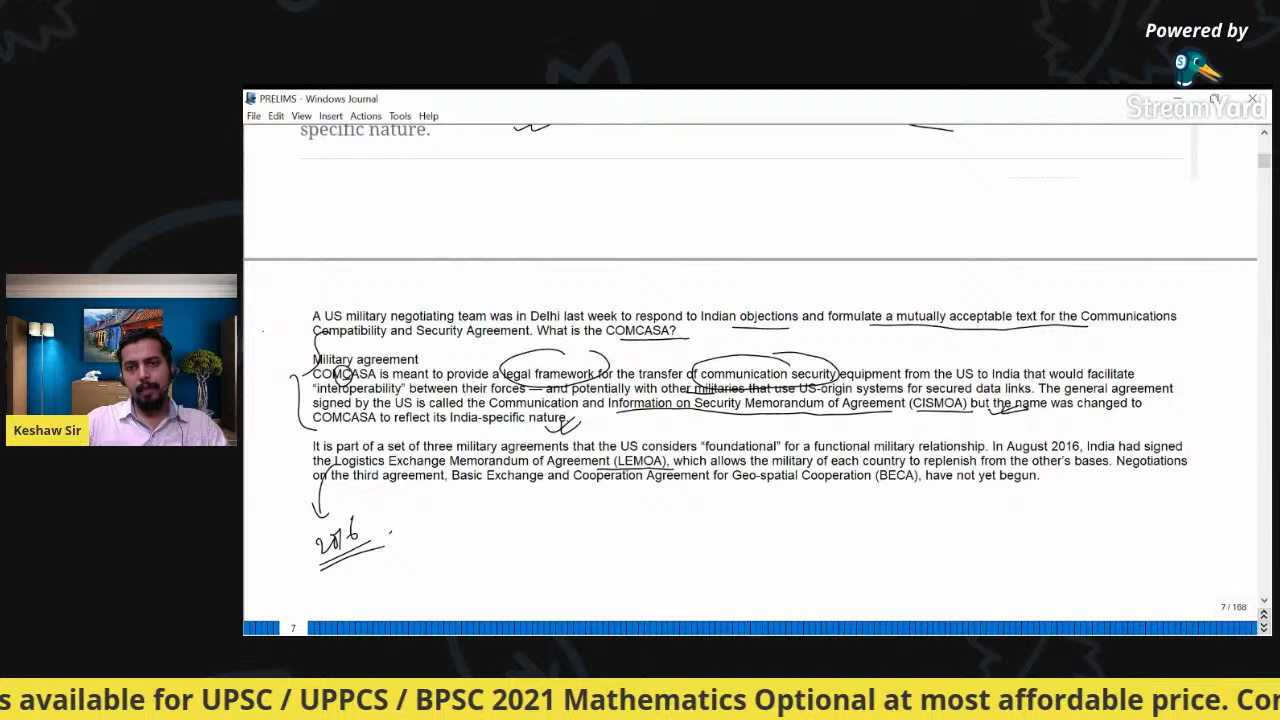 Powered by
StreamYard
PRELIMS - Windows Journal
File Edit View Insert Actions Tools Help
specific nature.
A US military negotiating team was in Delhi last week to respond to Indian objections and formulate a mutually acceptable text for the Communications
Compatibility and Security Agreement. What is the COMCASA?
Military agreement
COMCASA is meant to provide a legal framework for the transfer of communication security equipment from the US to India that would facilitate
“interoperability” between their forces — and potentially with other militaries that use US-origin systems for secured data links. The general agreement
signed by the US is called the Communication and Information on Security Memorandum of Agreement (CISMOA) but the name was changed to
COMCASA to reflect its India-specific nature.
It is part of a set of three military agreements that the US considers “foundational” for a functional military relationship. In August 2016, India had signed
the Logistics Exchange Memorandum of Agreement (LEMOA), which allows the military of each country to replenish from the other’s bases. Negotiations
on the third agreement, Basic Exchange and Cooperation Agreement for Geo-spatial Cooperation (BECA), have not yet begun.
2016
7 / 168
7
Keshaw Sir
s available for UPSC / UPPCS / BPSC 2021 Mathematics Optional at most affordable price. Con